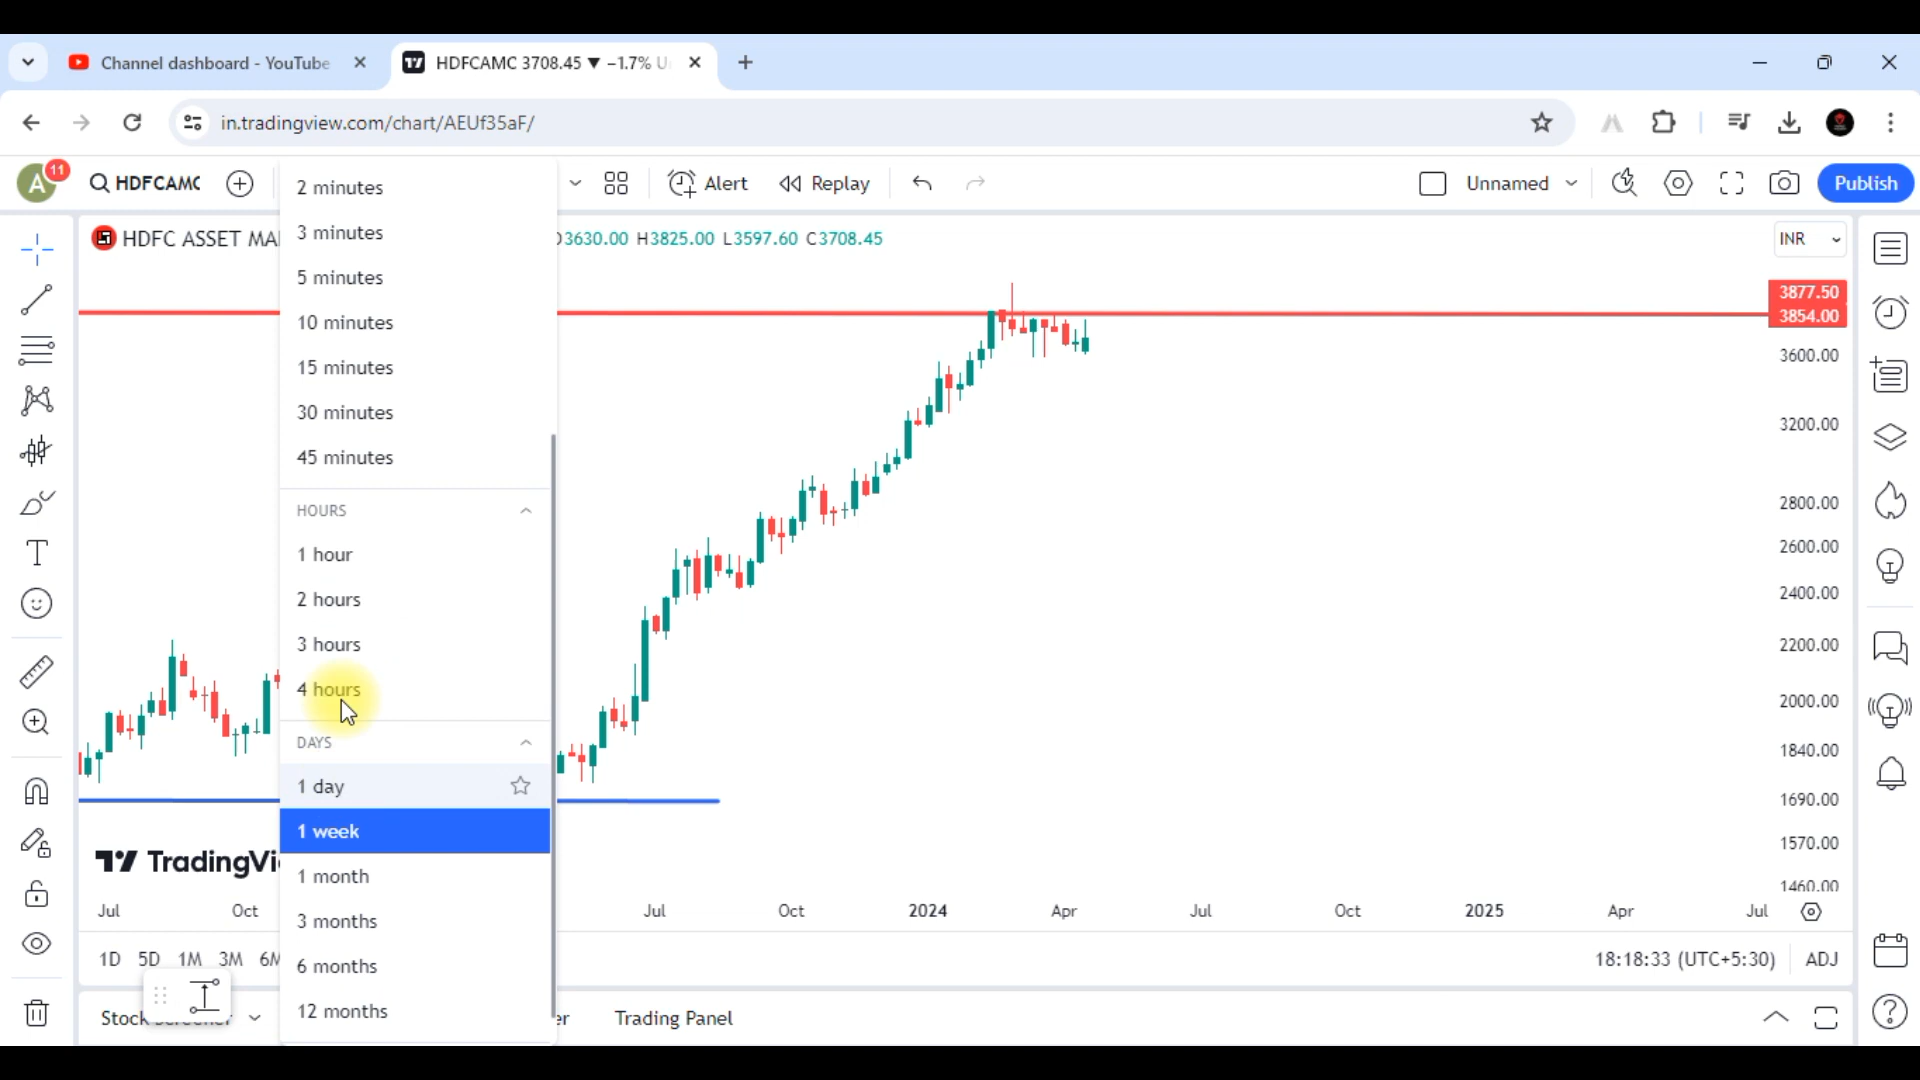 Channel dashboard - YouTube
HDFCAMC 3708.45 ▼ −1.7%
in.tradingview.com/chart/AEUf35aF/
A 11 HDFCAMC
Alert
Replay
Unnamed
Publish
HDFC ASSET
3630.00 H3825.00 L3597.60 C3708.45
INR
2 minutes
3 minutes
5 minutes
10 minutes
15 minutes
30 minutes
45 minutes
HOURS
1 hour
2 hours
3 hours
4 hours
DAYS
1 day
1 week
1 month
3 months
6 months
12 months
3877.50
3854.00
3600.00
3200.00
2800.00
2600.00
2400.00
2200.00
2000.00
1840.00
1690.00
1570.00
1460.00
Jul Oct Jul Oct 2024 Apr Jul Oct 2025 Apr Jul
1D 5D 1M 3M
18:18:33 (UTC+5:30) ADJ
Trading Panel